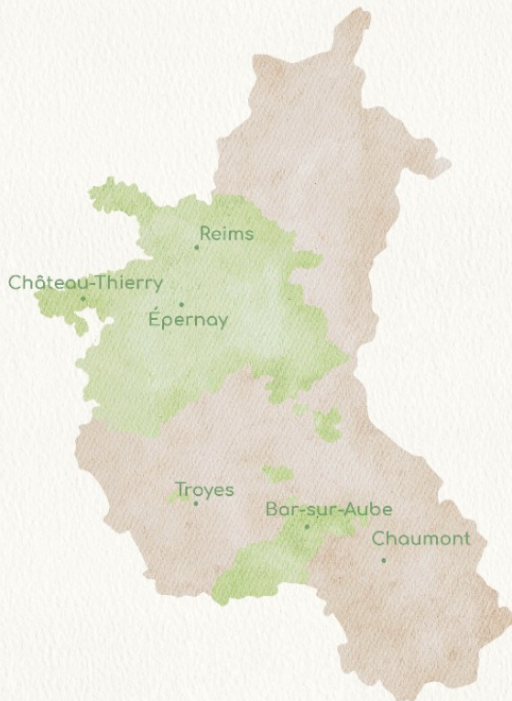 Reims
Château-Thierry
Épernay
Troyes
Bar-sur-Aube
Chaumont